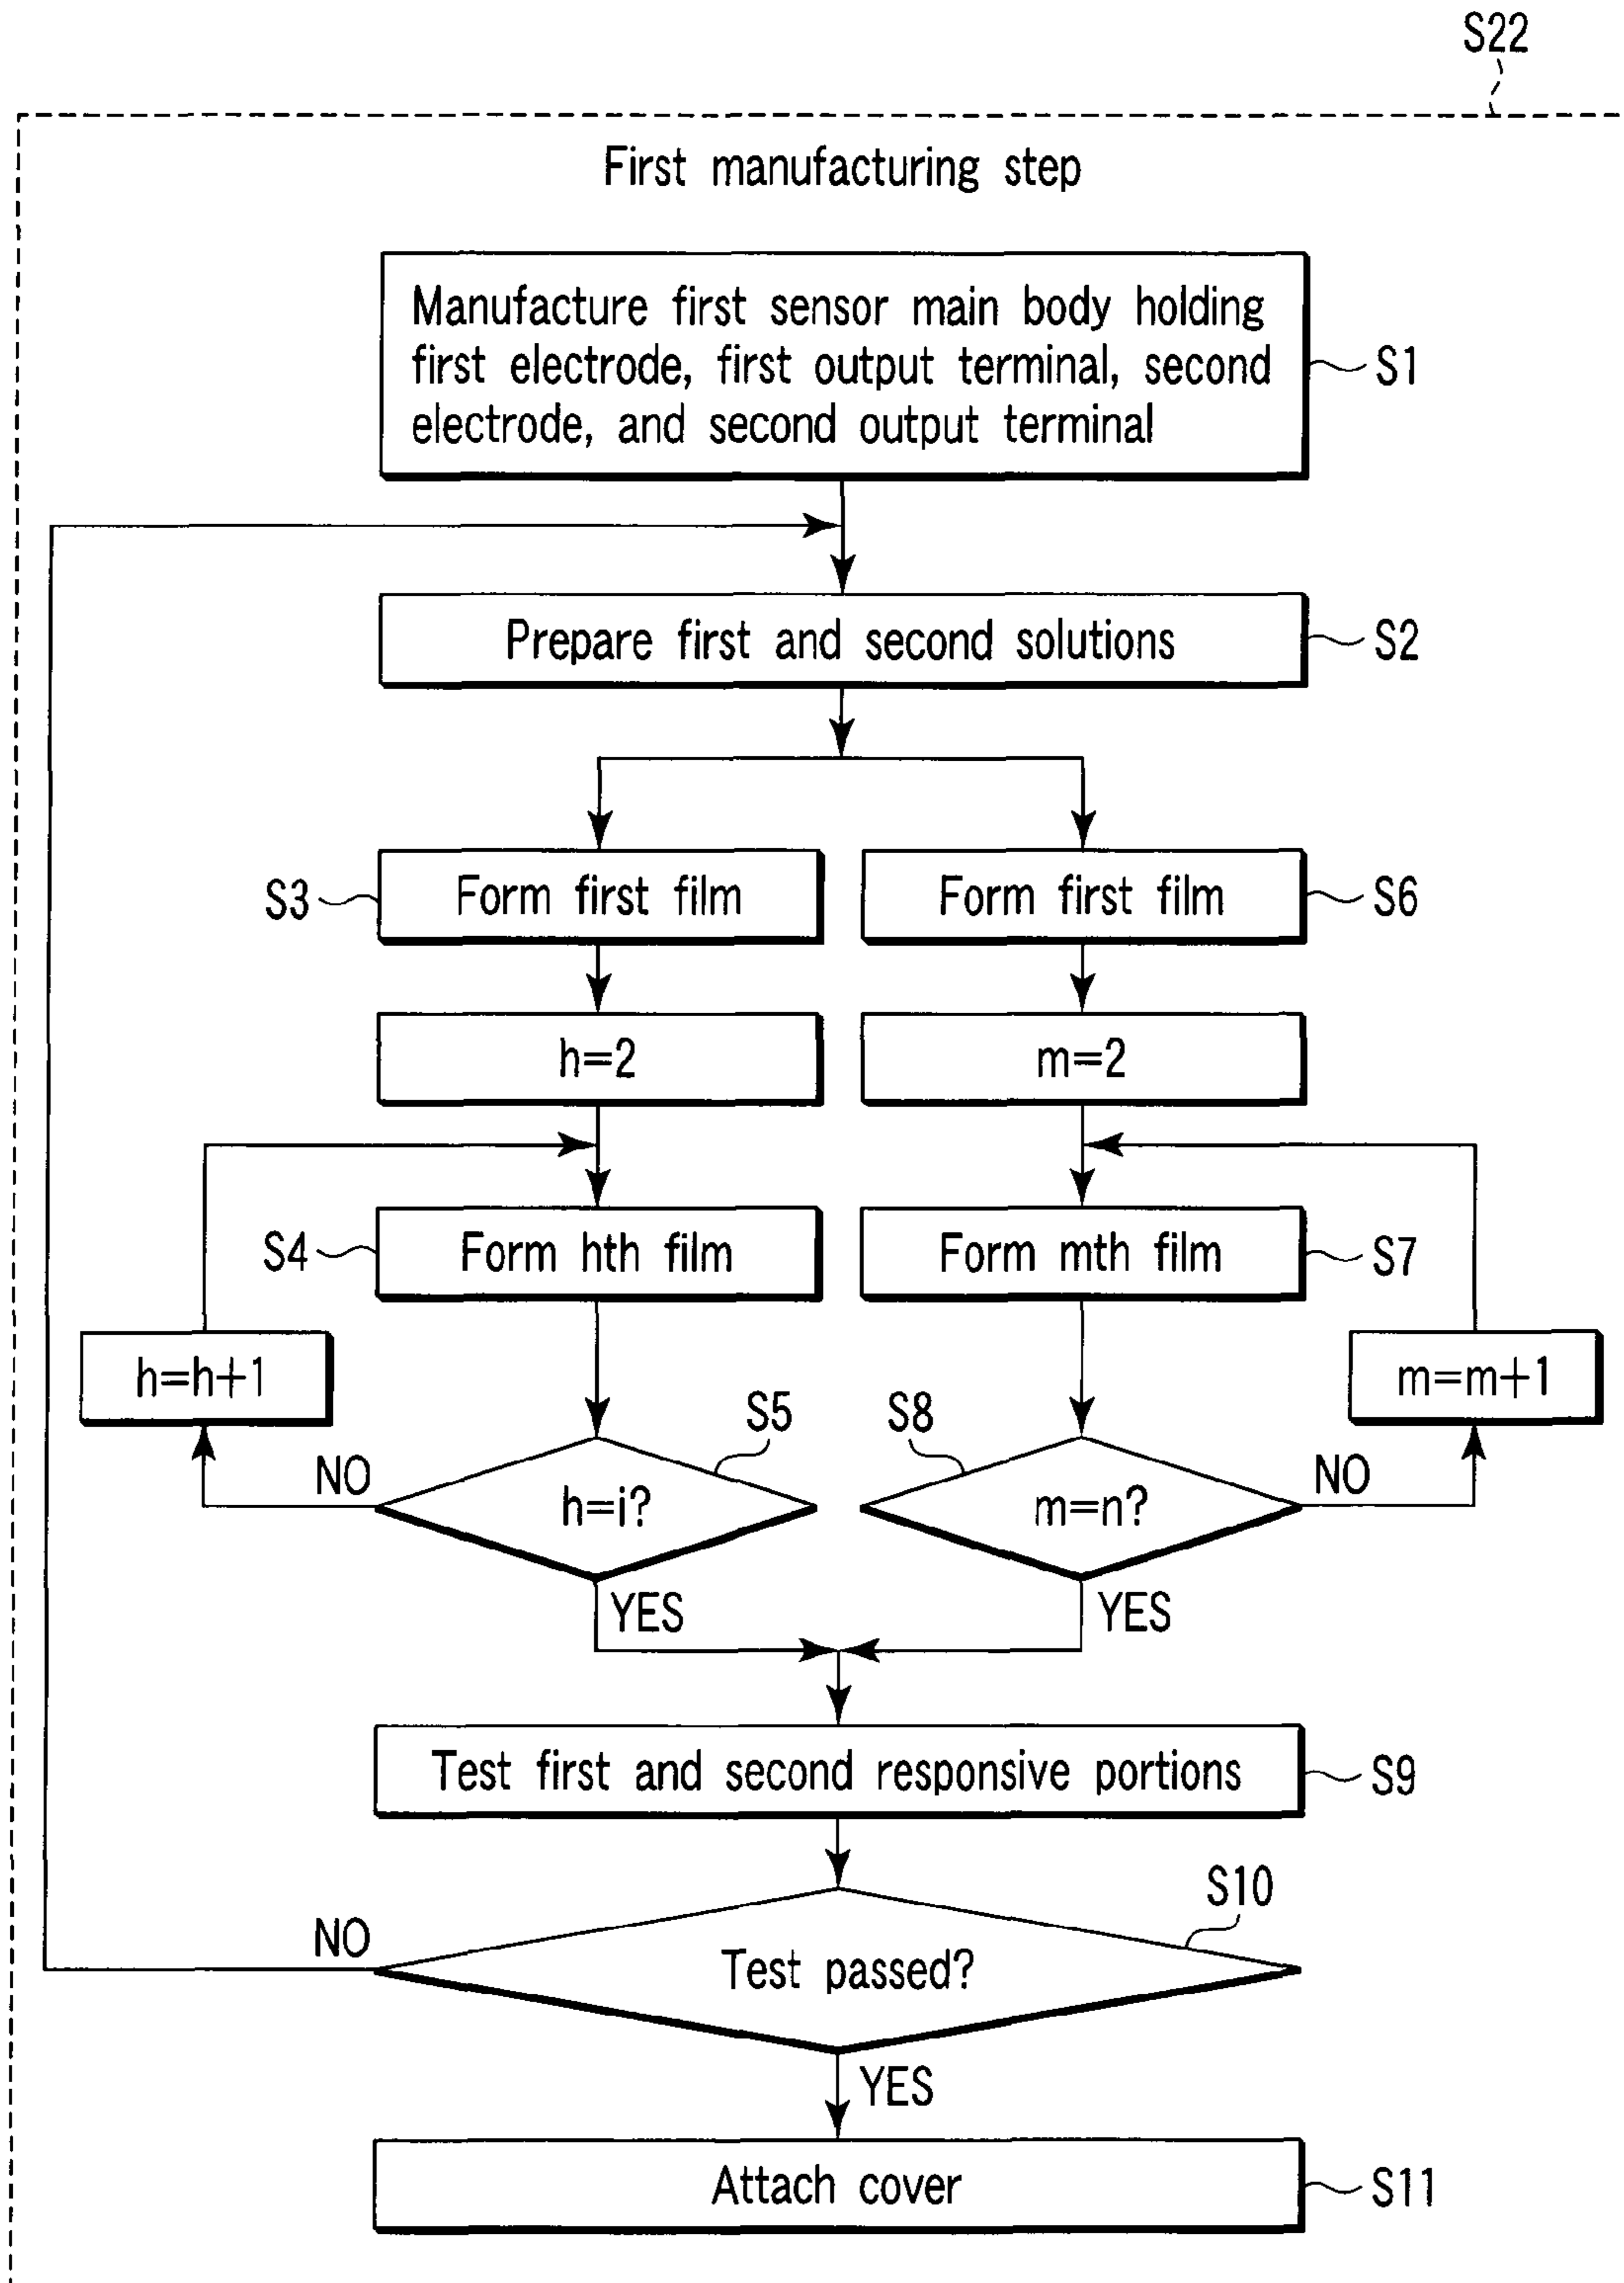 S22
First manufacturing step
Manufacture first sensor main body holding
first electrode, first output terminal, second
electrode, and second output terminal
S1
Prepare first and second solutions
S2
S3
Form first film
Form first film
S6
h=2
m=2
S4
Form hth film
Form mth film
S7
h=h+1
m=m+1
S5
S8
NO
h=i?
m=n?
NO
YES
YES
Test first and second responsive portions
S9
S10
NO
Test passed?
YES
Attach cover
S11